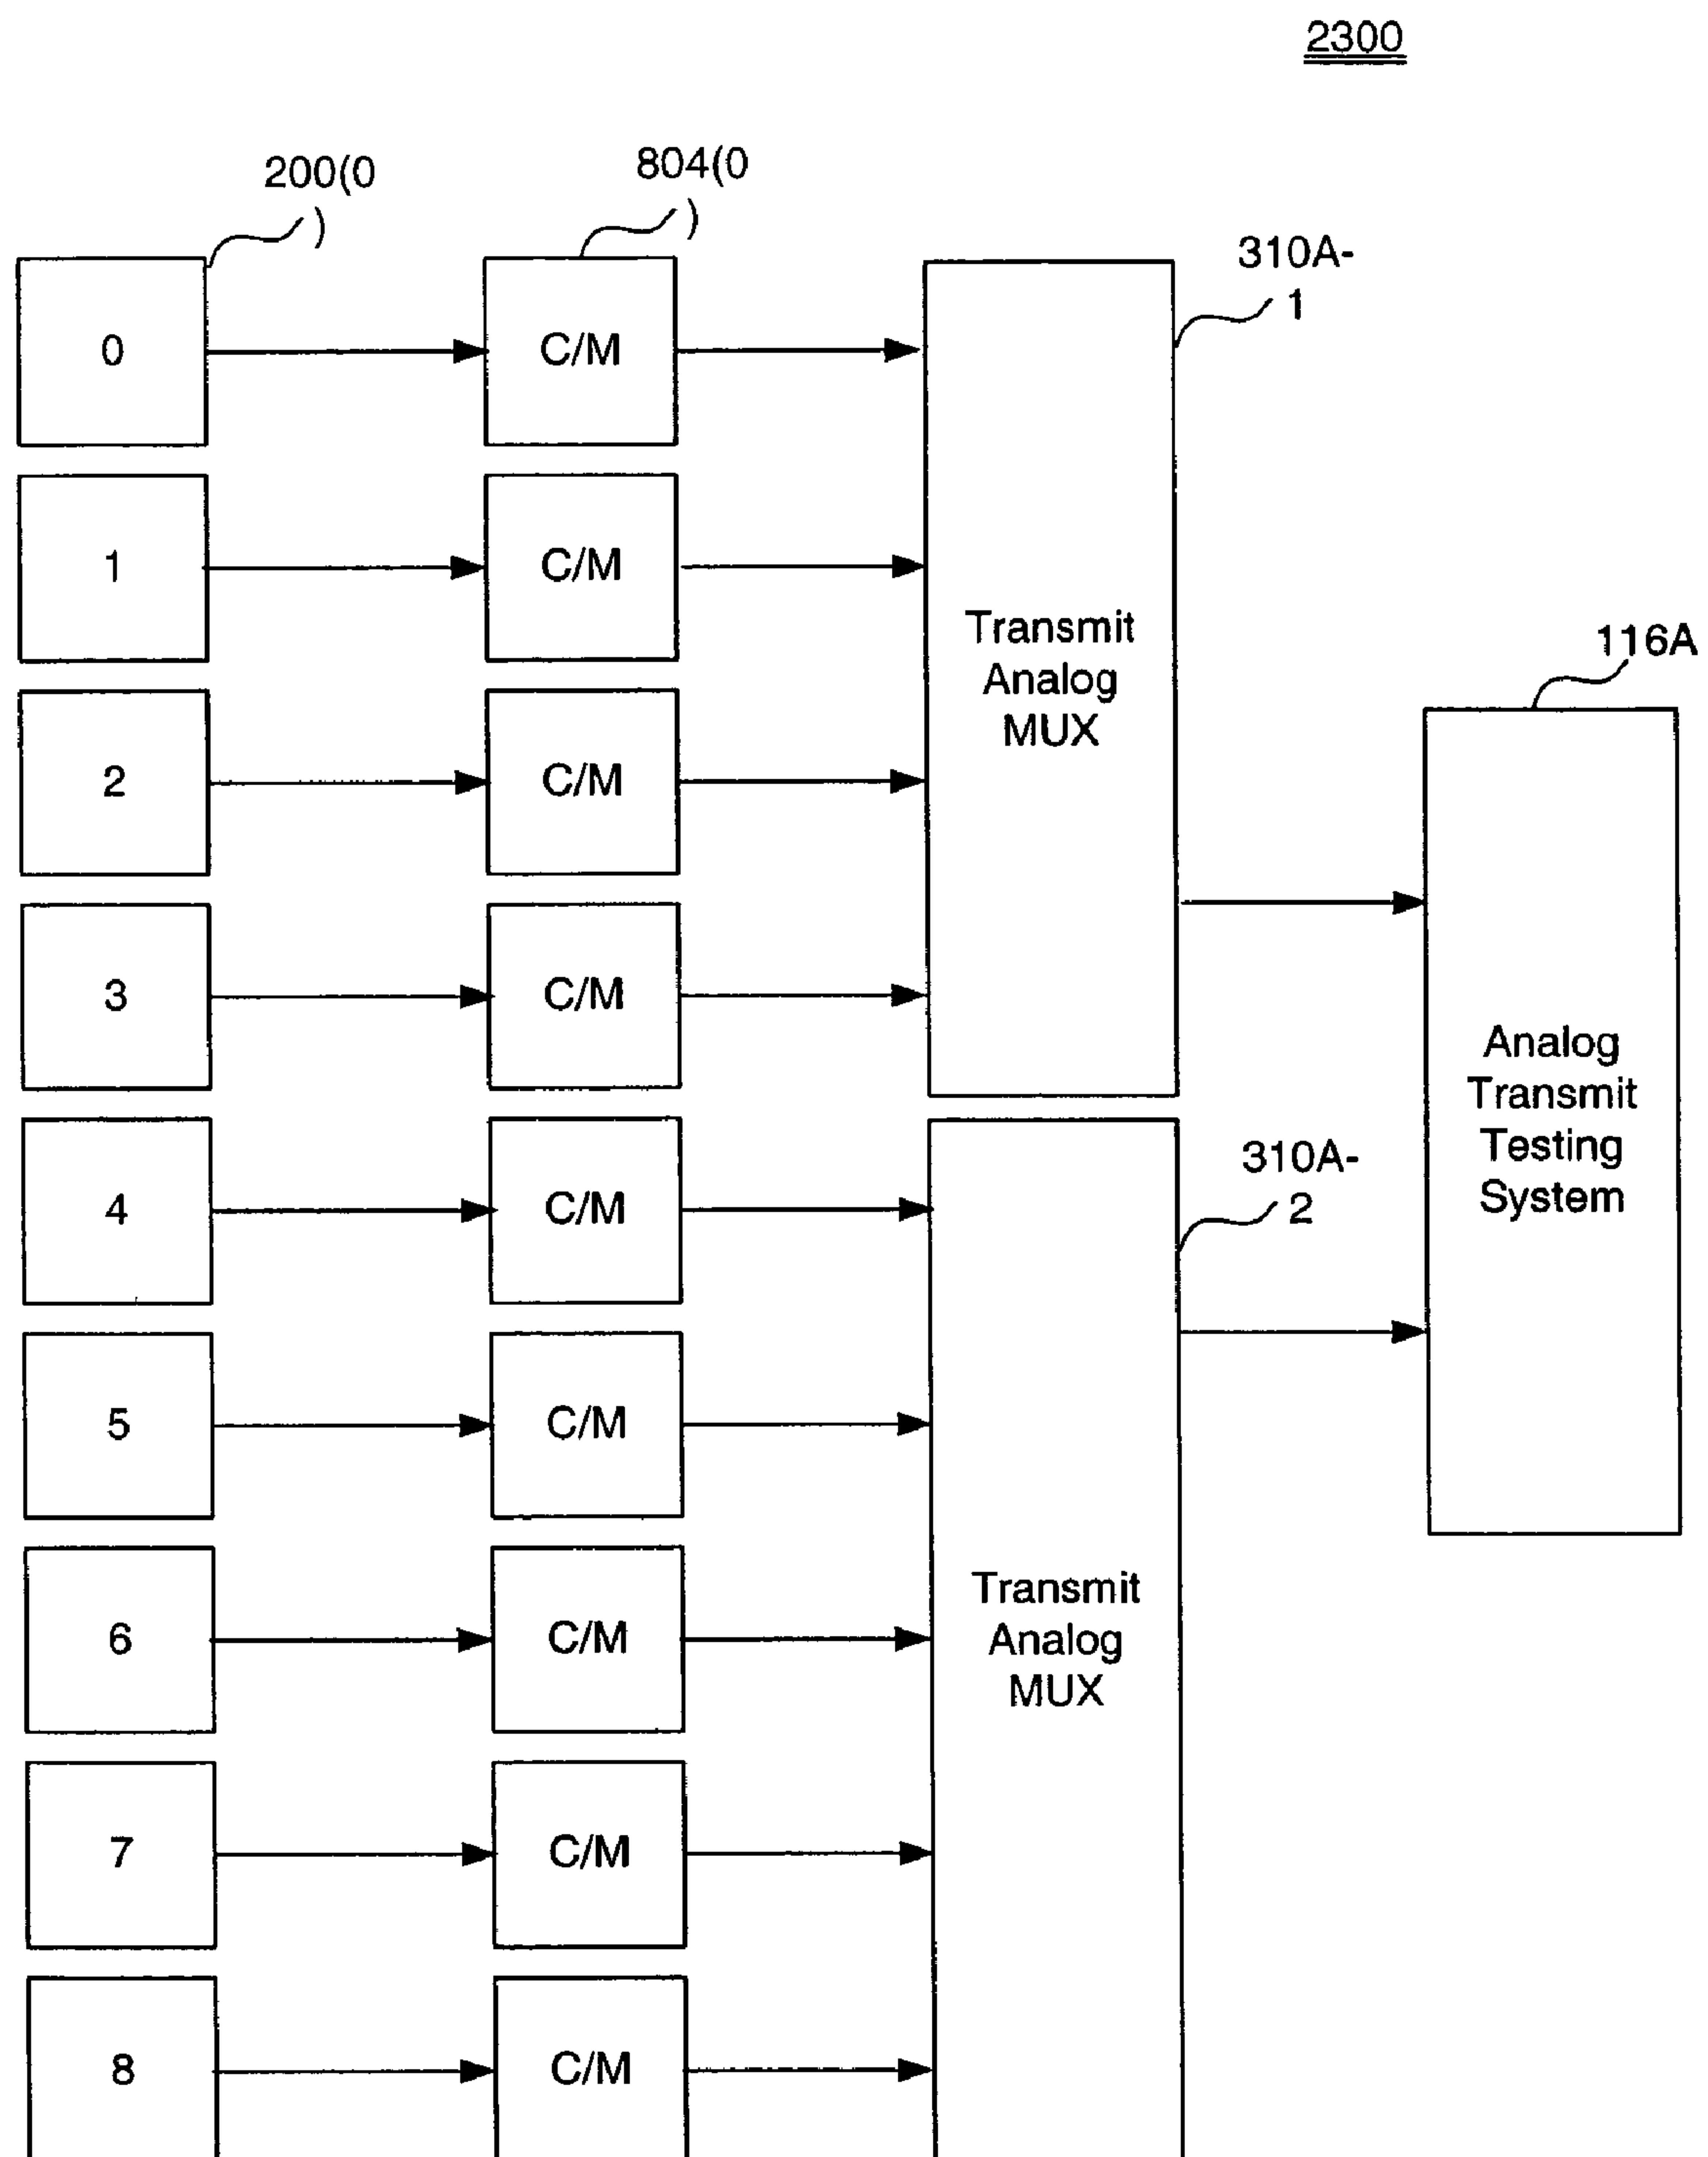 2300
200(0
)
804(0
)
310A-
1
0
C/M
1
C/M
Transmit
Analog
MUX
116A
2
C/M
3
C/M
Analog
Transmit
Testing
System
310A-
2
4
C/M
5
C/M
Transmit
Analog
MUX
6
C/M
7
C/M
8
C/M